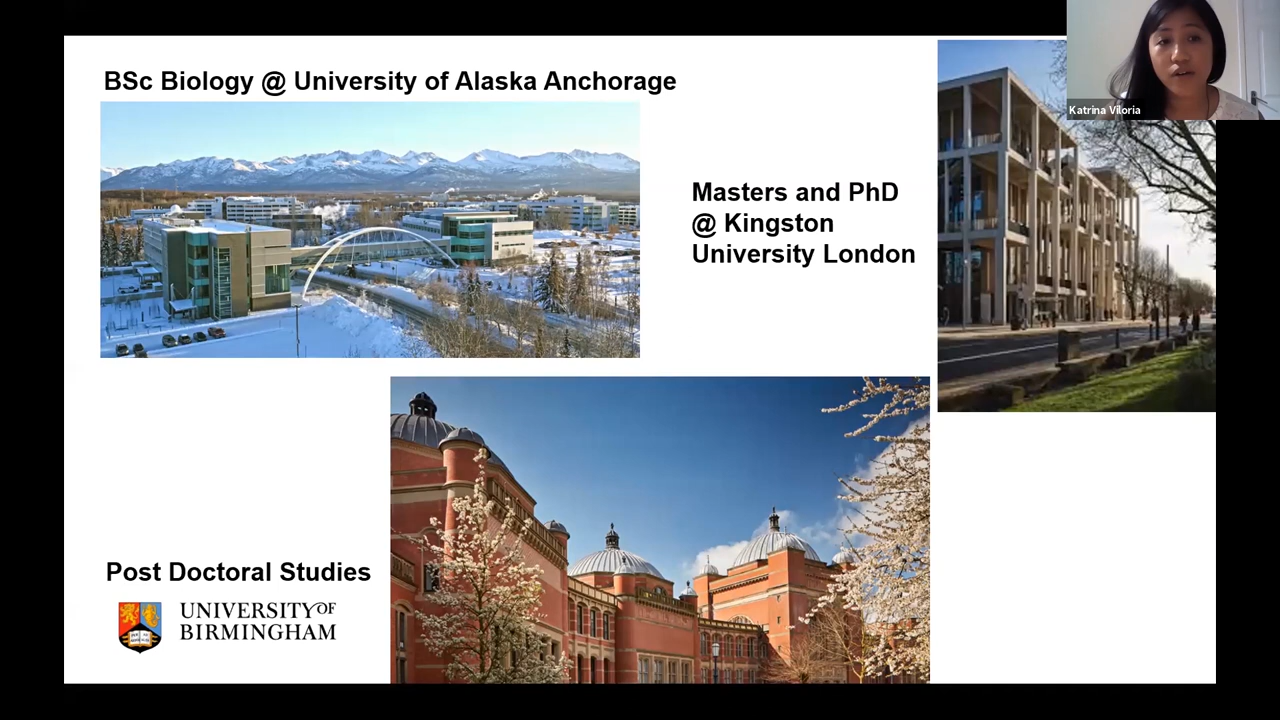 BSc Biology @ University of Alaska Anchorage
Katrina Viloria
Masters and PhD
@ Kingston
University London
Post Doctoral Studies
UNIVERSITY OF
BIRMINGHAM